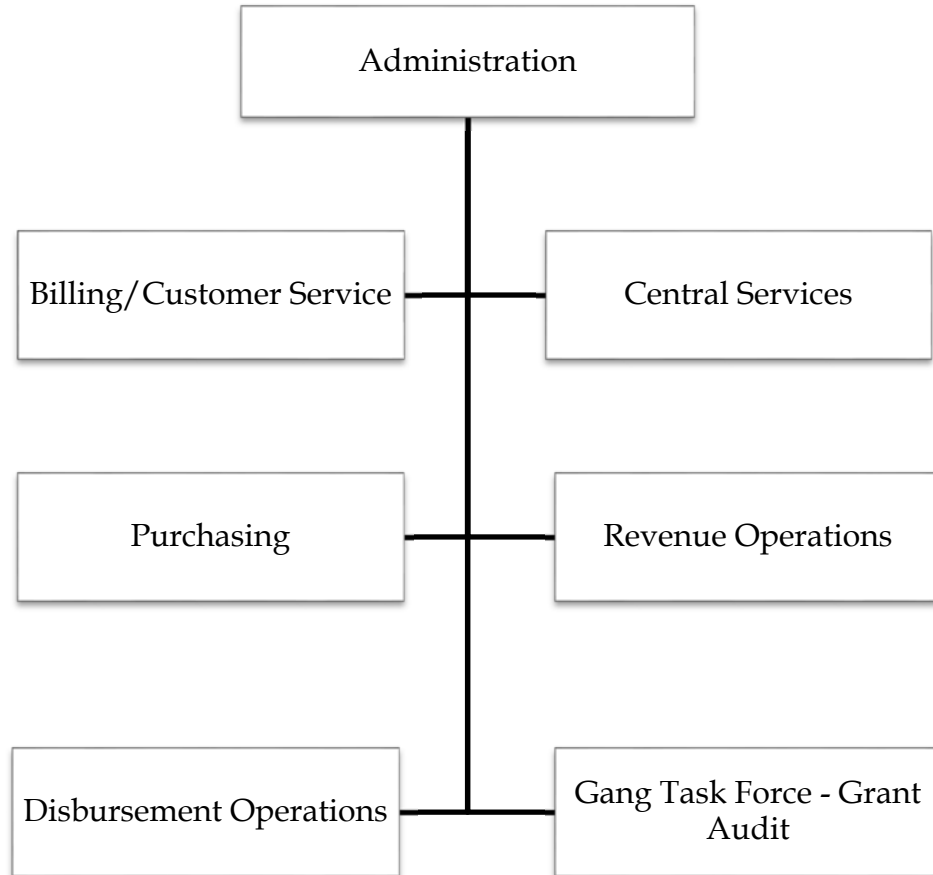 Administration
Billing/Customer Service
Central Services
Purchasing
Revenue Operations
Disbursement Operations
Gang Task Force - Grant
Audit